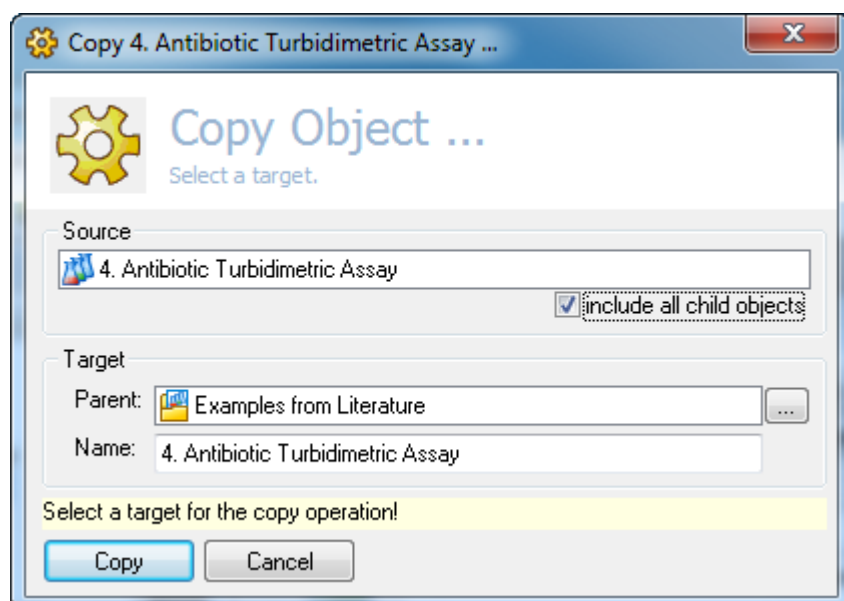 Copy 4. Antibiotic Turbidimetric Assay ...
Copy Object ...
Select a target.
Source
4. Antibiotic Turbidimetric Assay
include all child objects
Target
Parent: Examples from Literature ...
Name: 4. Antibiotic Turbidimetric Assay
Select a target for the copy operation!
Copy Cancel